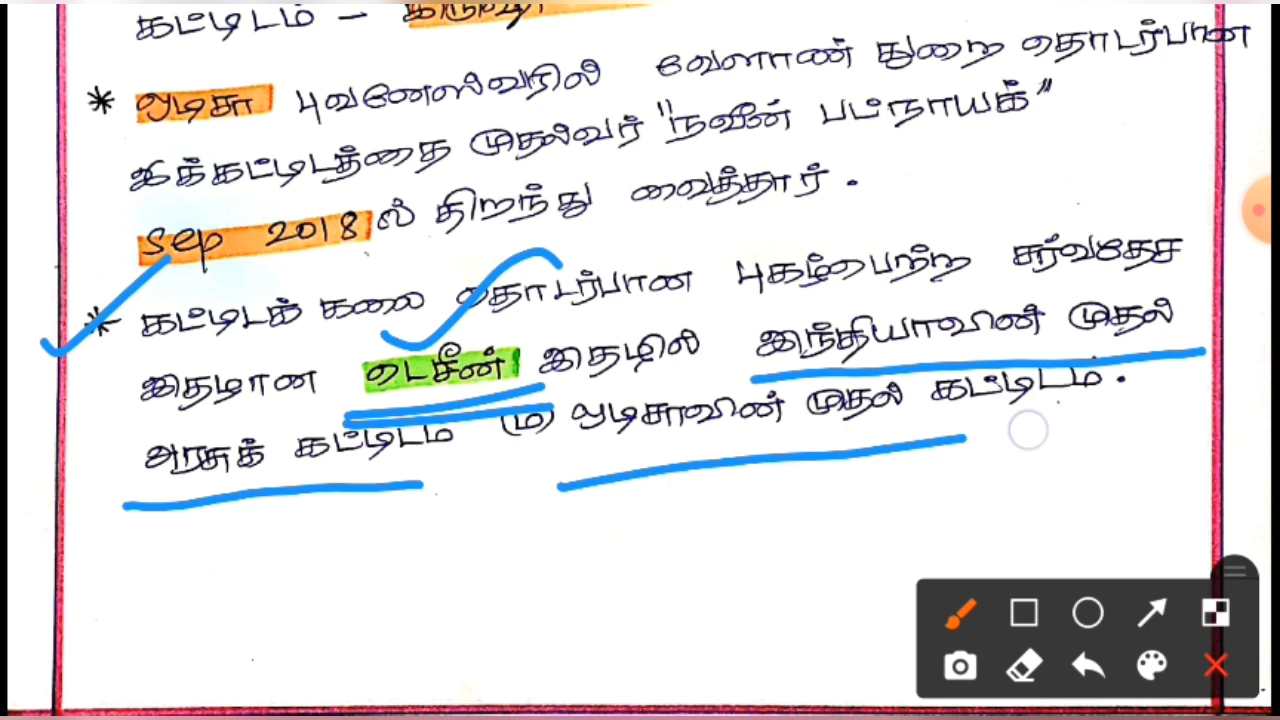 கட்டிடம் – க்ருஷி
* ஒடிசா புவனேஸ்வரில் வேளாண் துறை தொடர்பான
இக்கட்டிடத்தை முதல்வர் "நவீன் பட்நாயக்"
Sep 2018 ல் திறந்து வைத்தார்.
* கட்டிடக் கலை தொடர்பான புகழ்பெற்ற சர்வதேச
இதழான டைசீன் இதழில் இந்தியாவின் முதல்
அரசுக் கட்டிடம் (ம) ஒடிசாவின் முதல் கட்டிடம்.